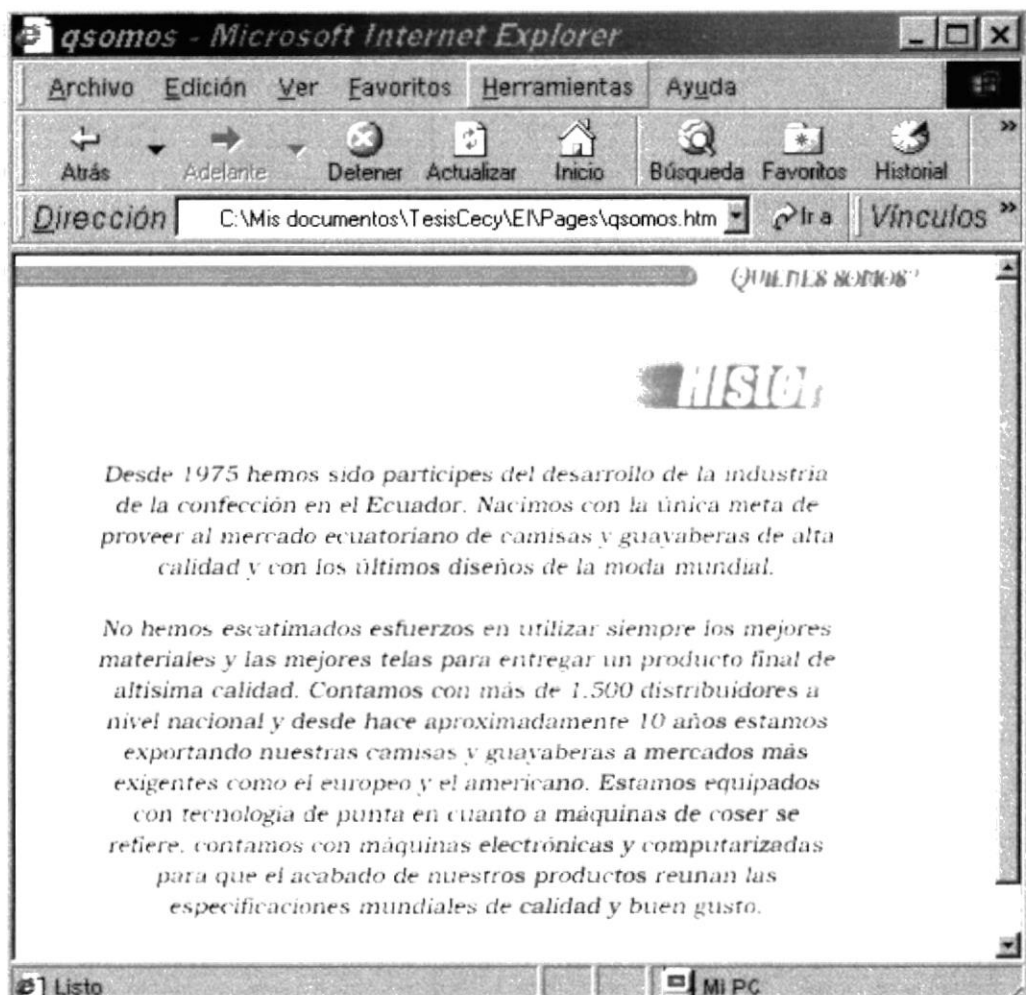 qsomos - Microsoft Internet Explorer
Archivo Edición Ver Favoritos Herramientas Ayuda
Atrás Adelante Detener Actualizar Inicio Búsqueda Favoritos Historial »
Dirección C:\Mis documentos\TesisCecy\EI\Pages\qsomos.htm Ir a Vínculos »
QUIENES SOMOS?
Histor
Desde 1975 hemos sido participes del desarrollo de la industria
de la confección en el Ecuador. Nacimos con la única meta de
proveer al mercado ecuatoriano de camisas y guayaberas de alta
calidad y con los últimos diseños de la moda mundial.
No hemos escatimados esfuerzos en utilizar siempre los mejores
materiales y las mejores telas para entregar un producto final de
altisima calidad. Contamos con más de 1.500 distribuidores a
nivel nacional y desde hace aproximadamente 10 años estamos
exportando nuestras camisas y guayaberas a mercados más
exigentes como el europeo y el americano. Estamos equipados
con tecnologia de punta en cuanto a máquinas de coser se
refiere, contamos con máquinas electrónicas y computarizadas
para que el acabado de nuestros productos reunan las
especificaciones mundiales de calidad y buen gusto.
Listo Mi PC